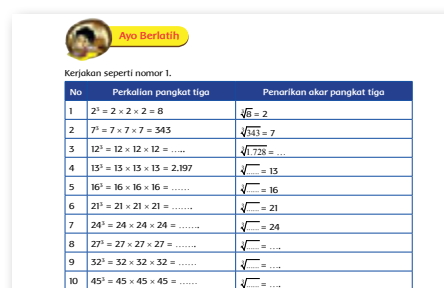 Ayo Berlatih
Kerjakan seperti nomor 1.
No Perkalian pangkat tiga Penarikan akar pangkat tiga
1 2³ = 2 × 2 × 2 = 8 ∛8 = 2
2 7³ = 7 × 7 × 7 = 343 ∛343 = 7
3 12³ = 12 × 12 × 12 = ..... ∛1.728 = ...
4 13³ = 13 × 13 × 13 = 2.197 ∛...... = 13
5 16³ = 16 × 16 × 16 = ...... ∛...... = 16
6 21³ = 21 × 21 × 21 = ....... ∛...... = 21
7 24³ = 24 × 24 × 24 = ....... ∛...... = 24
8 27³ = 27 × 27 × 27 = ....... ∛...... = ....
9 32³ = 32 × 32 × 32 = ...... ∛...... = ....
10 45³ = 45 × 45 × 45 = ...... ∛...... = ....